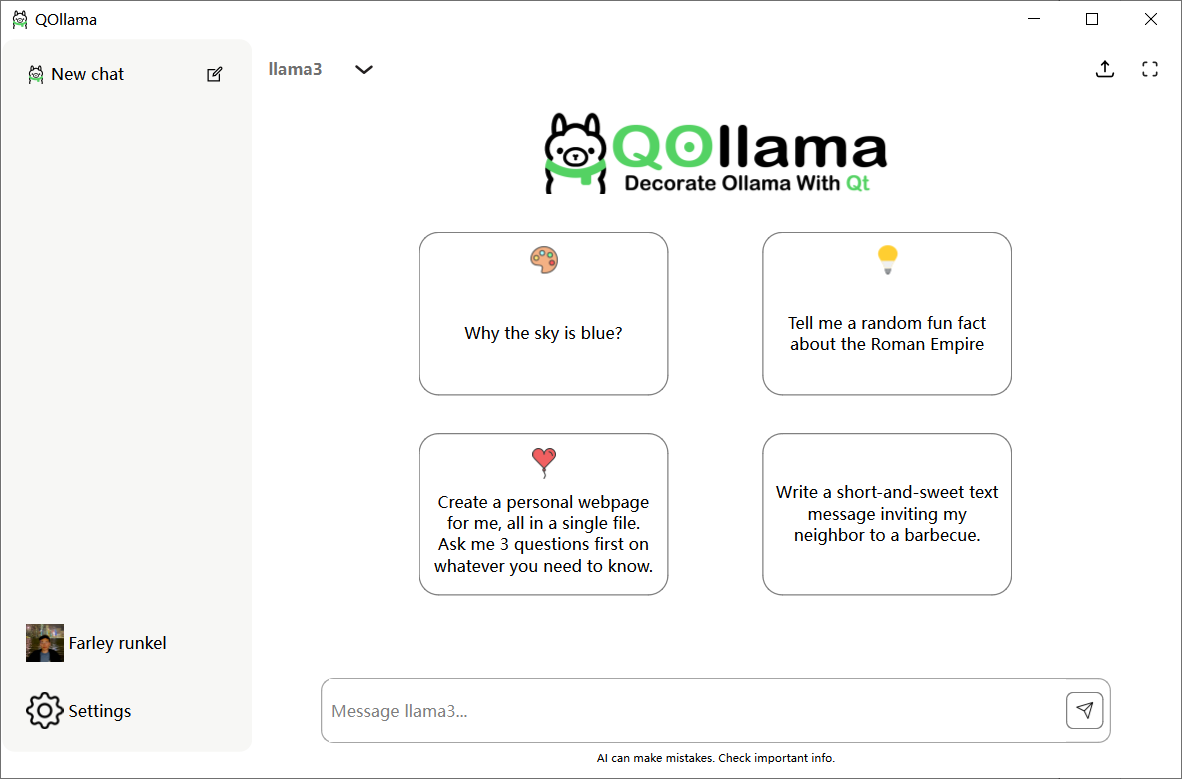 QOllama
New chat
llama3
QOllama
Decorate Ollama With Qt
Why the sky is blue?
Tell me a random fun fact
about the Roman Empire
Create a personal webpage
for me, all in a single file.
Ask me 3 questions first on
whatever you need to know.
Write a short-and-sweet text
message inviting my
neighbor to a barbecue.
Farley runkel
Settings
Message llama3...
AI can make mistakes. Check important info.